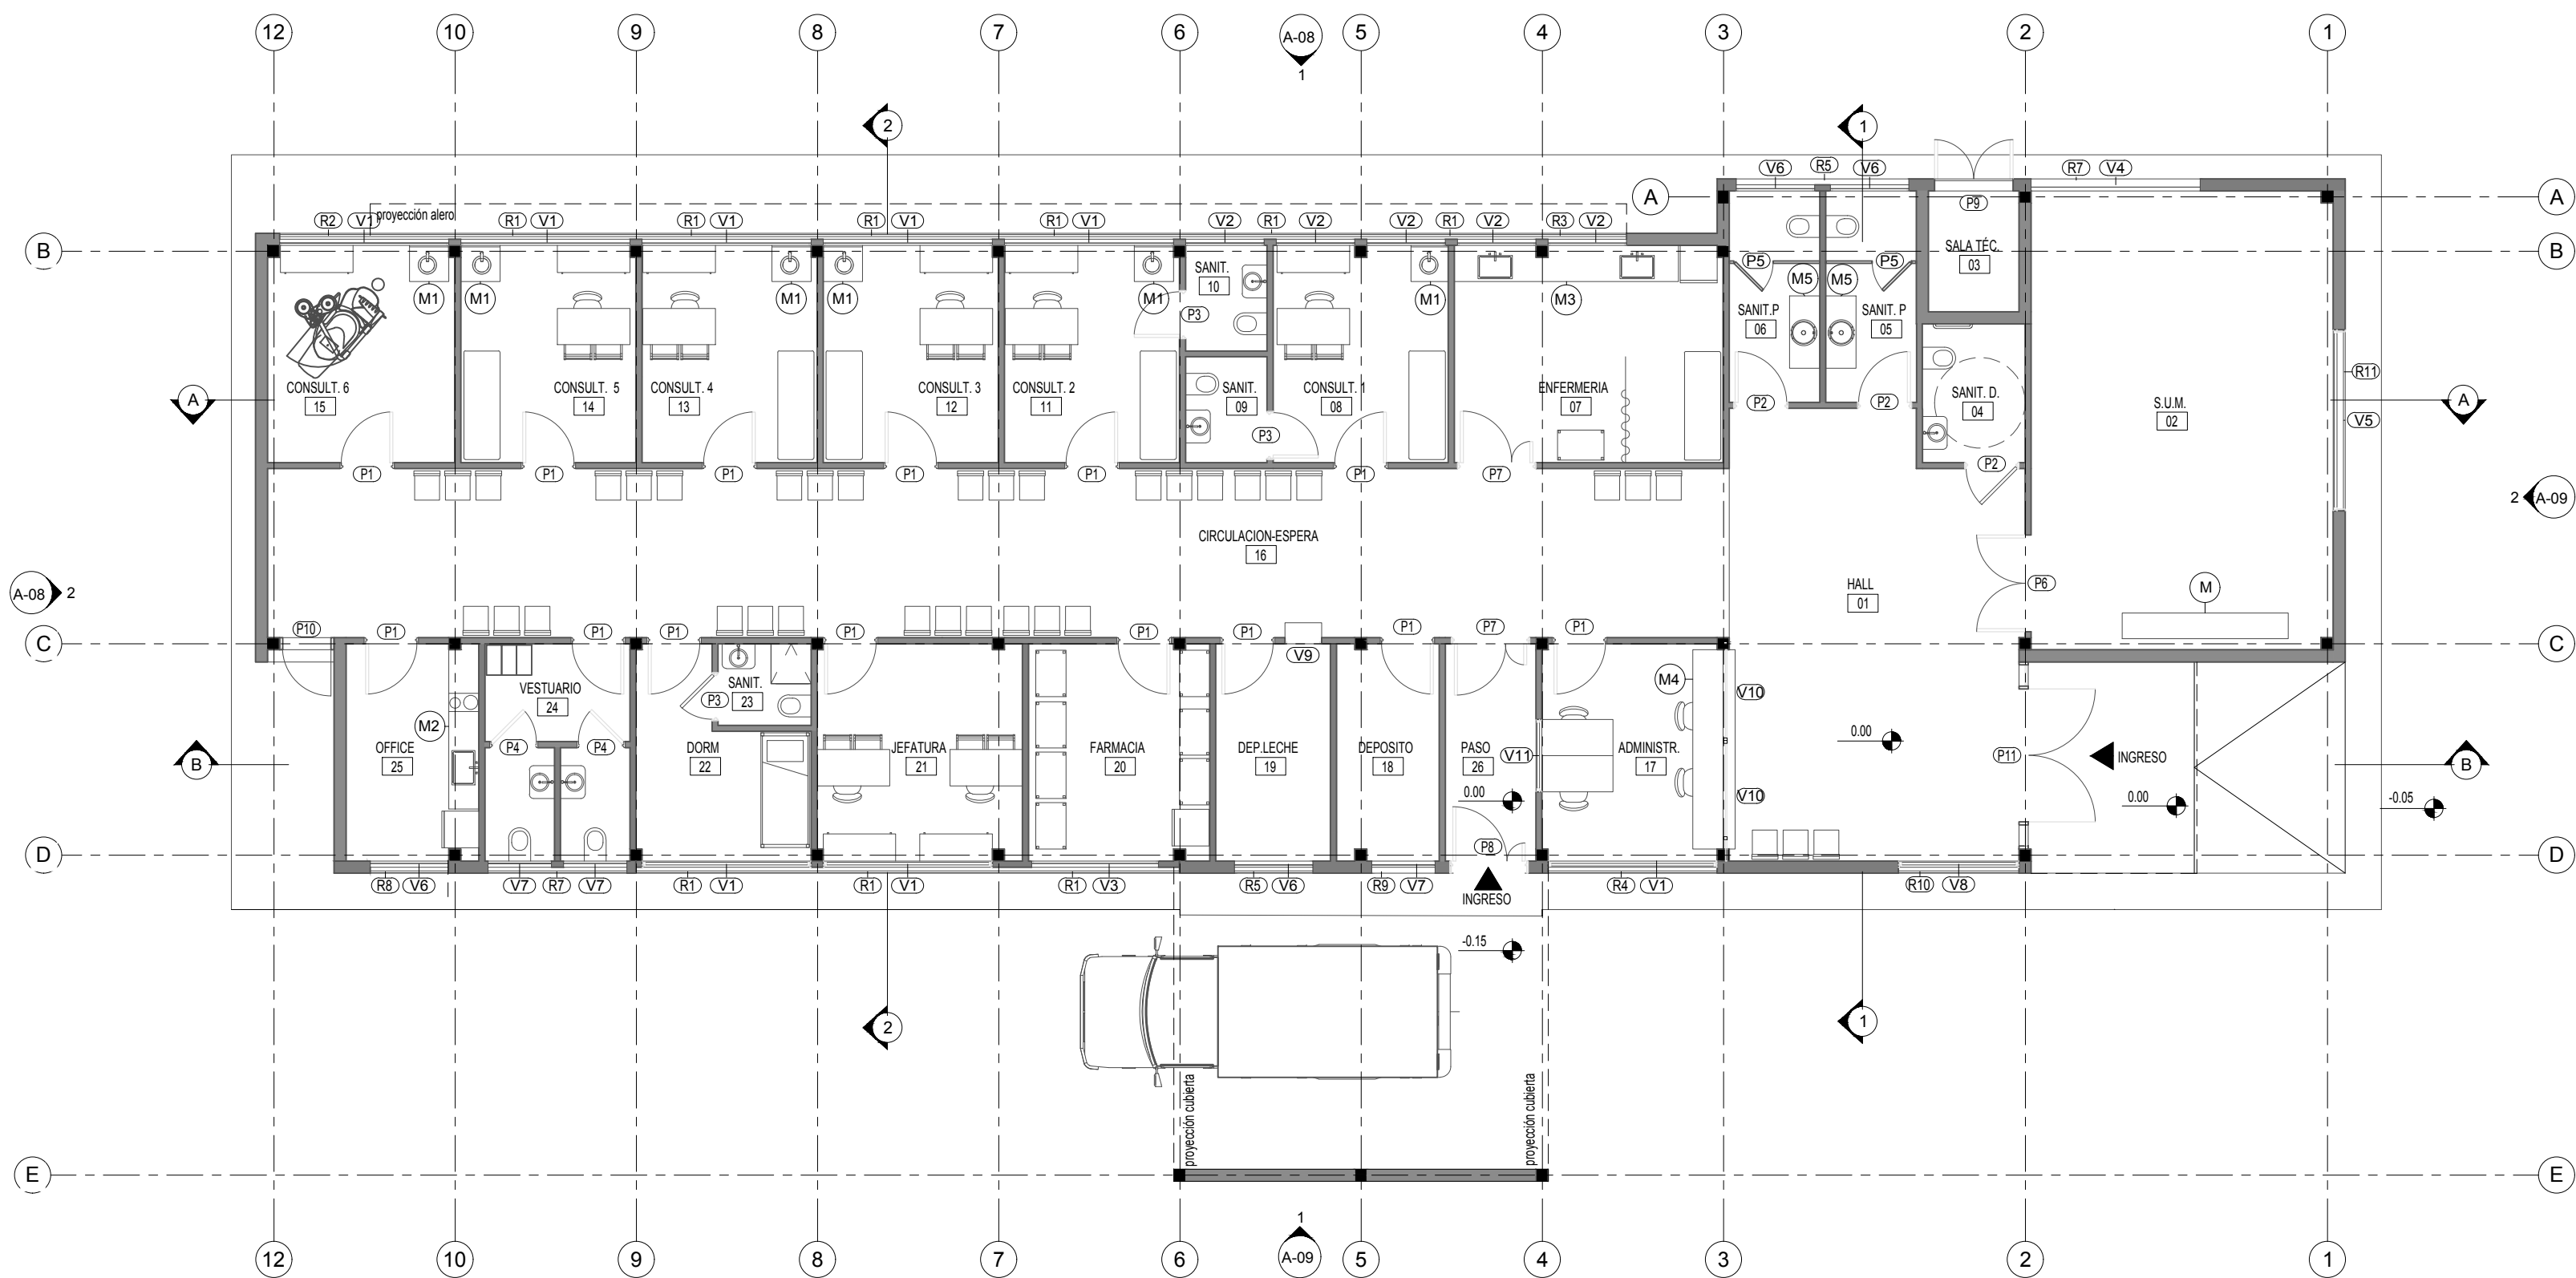 12 10 9 8 7 6 5 4 3 2 1
A-08
1
2 1
V6 R5 V6 R7 V4
A A
P9
proyección alero
R2 V1 R1 V1 R1 V1 R1 V1 R1 V1 V2 R1 V2 V2 R1 V2 R3 V2
B B
SALA TÉC.
03
SANIT.
10
P5 P5
M5 M5
M1 M1 M1 M1 M1 M1 M3
P3
SANIT.P
06
SANIT. P
05
R11
CONSULT. 6
15
CONSULT. 5
14
CONSULT. 4
13
CONSULT. 3
12
CONSULT. 2
11
SANIT.
09
CONSULT. 1
08
ENFERMERIA
07
SANIT. D.
04
S.U.M.
02
A A
P2 P2
V5
P3
P2
P1 P1 P1 P1 P1 P1 P7
2 A-09
CIRCULACION-ESPERA
16
A-08 2
HALL
01
P6
M
P10 P1 P1 P1 P1 P1 P1 P1 P7 P1
C C
V9
M4
VESTUARIO
24
SANIT.
23
P3
V10
M2
0.00
OFFICE
25
P4 P4
DORM
22
JEFATURA
21
FARMACIA
20
DEP.LECHE
19
DEPOSITO
18
PASO
26
V11
ADMINISTR.
17
P11
INGRESO
B B
0.00
V10
0.00
-0.05
P8
D D
R8 V6 V7 R7 V7 R1 V1 R1 V1 R1 V3 R5 V6 R9 V7 R4 V1 R10 V8
INGRESO
-0.15
2 1
proyección cubierta
proyección cubierta
E E
1
A-09
12 10 9 8 7 6 5 4 3 2 1